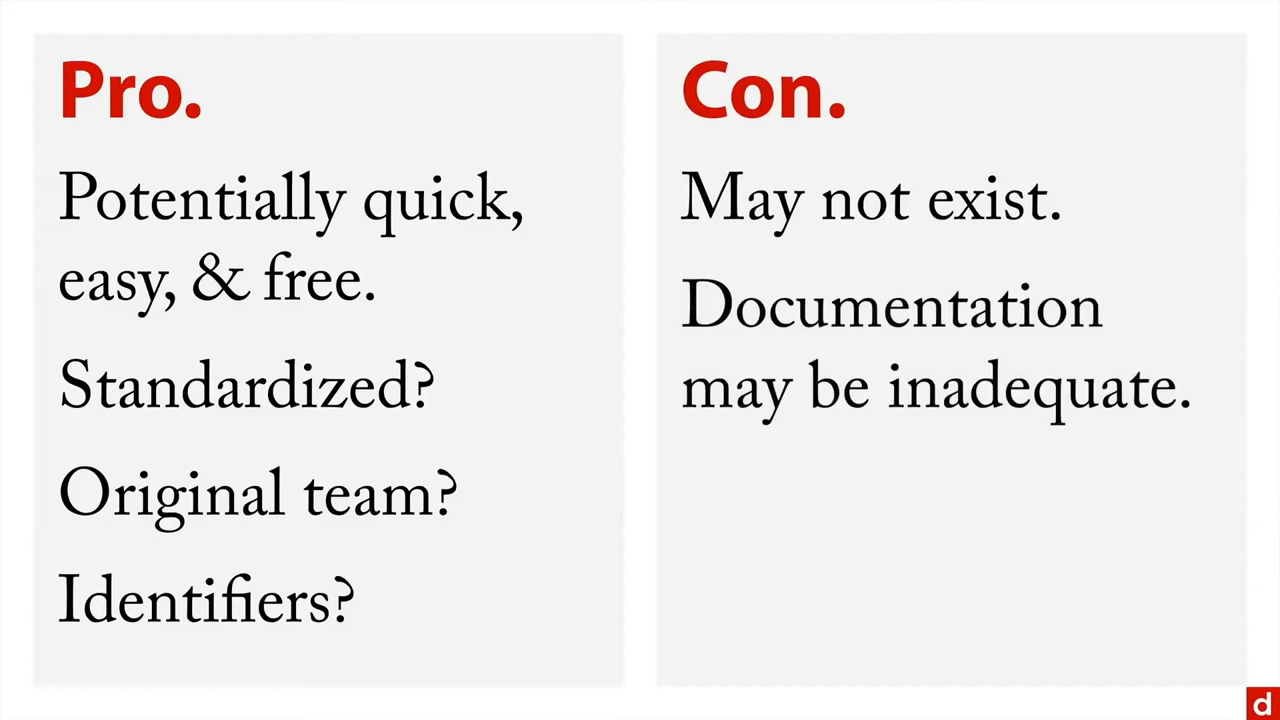 Pro.
Potentially quick,
easy, & free.
Standardized?
Original team?
Identifiers?
Con.
May not exist.
Documentation
may be inadequate.
d